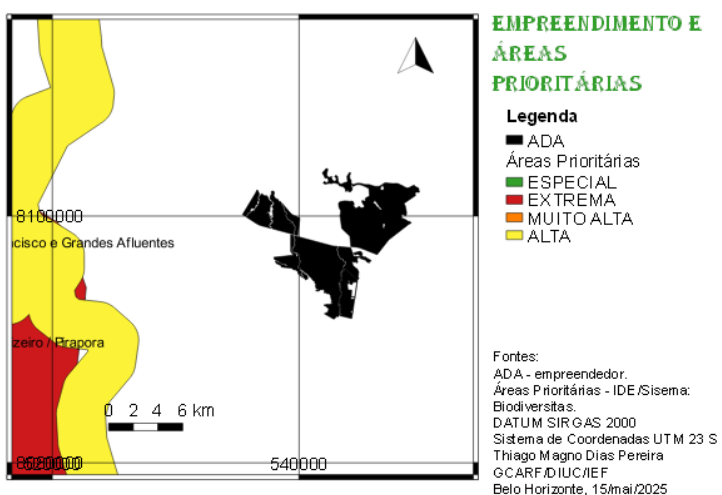 EMPREENDIMENTO E
ÁREAS
PRIORITÁRIAS
Legenda
ADA
Áreas Prioritárias
ESPECIAL
EXTREMA
MUITO ALTA
ALTA
8100000
ncisco e Grandes Afluentes
zeiro / Pirapora
0 2 4 6 km
540000
Fontes:
ADA - empreendedor.
Áreas Prioritárias - IDE/Sisema:
Biodiversitas.
DATUM SIRGAS 2000
Sistema de Coordenadas UTM 23 S
Thiago Magno Dias Pereira
GCARF/DIUC/IEF
Belo Horizonte, 15/mai/2025